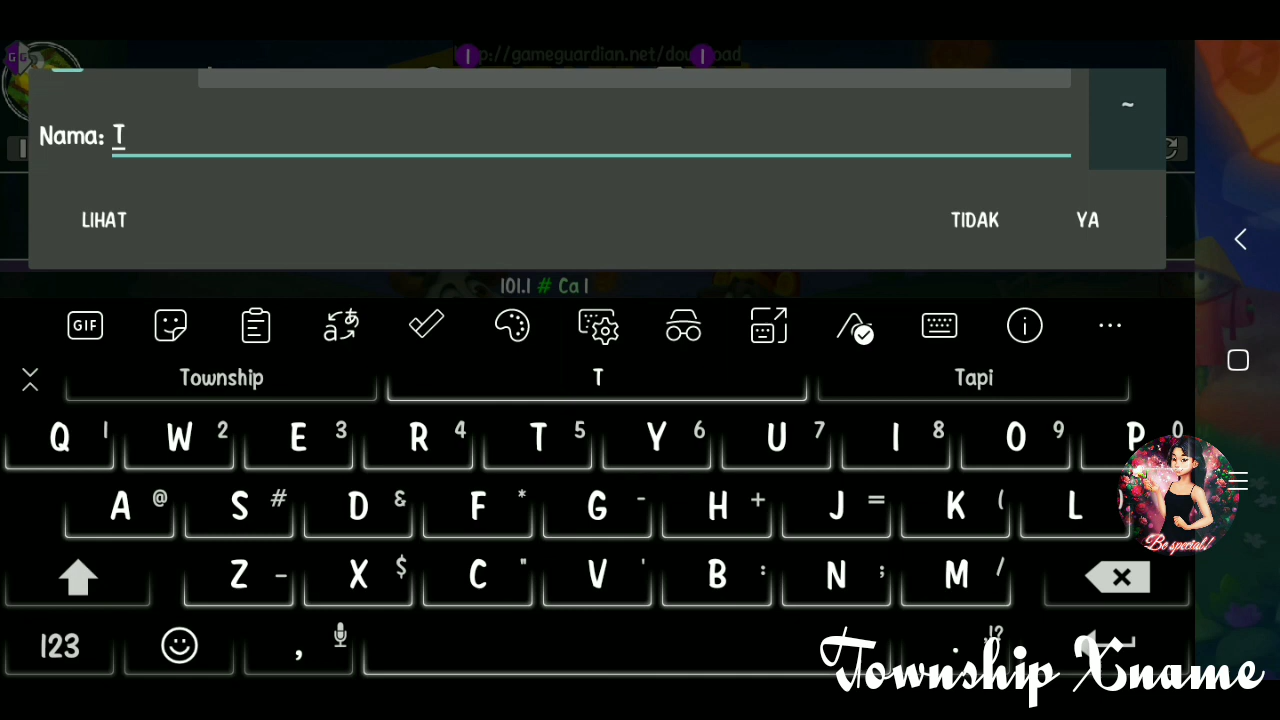 http://gameguardian.net/download
Nama: T
~
LIHAT TIDAK YA
101.1 # Ca 1
GIF
Township T Tapi
Q 1 W 2 E 3 R 4 T 5 Y 6 U 7 I 8 O 9 P 0
A @ S # D & F * G - H + J = K ( L )
Z _ X $ C " V ' B : N ; M /
123 , . !?
Be special!
Township Xname